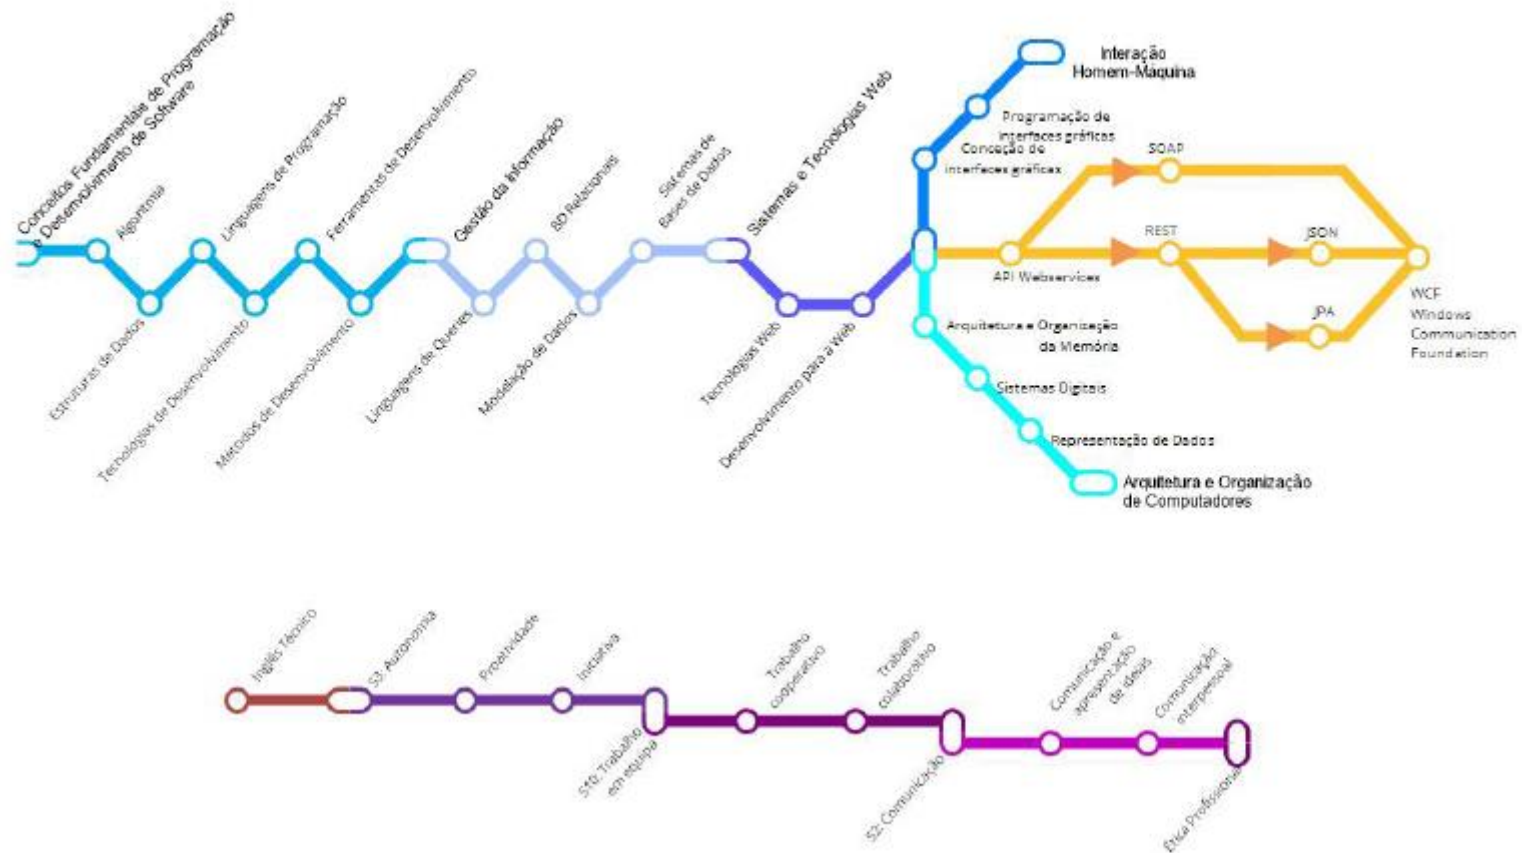 Conceitos Fundamentais de Programação
e Desenvolvimento de Software
Algoritmia
Estruturas de Dados
Linguagens de Programação
Tecnologias de Desenvolvimento
Ferramentas de Desenvolvimento
Métodos de Desenvolvimento
Gestão da Informação
Linguagens de Queries
BD Relacionais
Modelação de Dados
Sistemas de
Bases de Dados
Sistemas e Tecnologias Web
Tecnologias Web
Desenvolvimento para a Web
Interação
Homem-Máquina
Programação de
interfaces gráficas
Conceção de
interfaces gráficas
SOAP
REST
JSON
API Webservices
JPA
WCF
Windows
Communication
Foundation
Arquitetura e Organização
da Memória
Sistemas Digitais
Representação de Dados
Arquitetura e Organização
de Computadores
Inglês Técnico
S3: Autonomia
Proatividade
Iniciativa
S10: Trabalho
em equipa
Trabalho
cooperativo
Trabalho
colaborativo
S2: Comunicação
Comunicação e
apresentação
de ideias
Comunicação
interpessoal
Ética Profissional